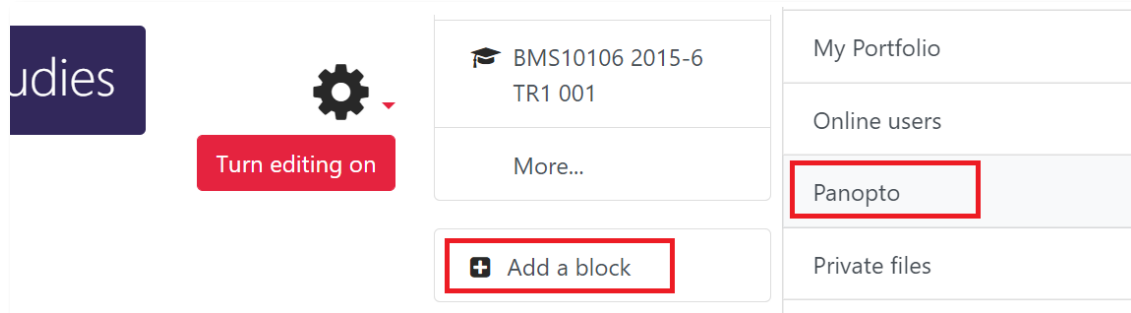 udies
Turn editing on
BMS10106 2015-6
TR1 001
More...
Add a block
My Portfolio
Online users
Panopto
Private files